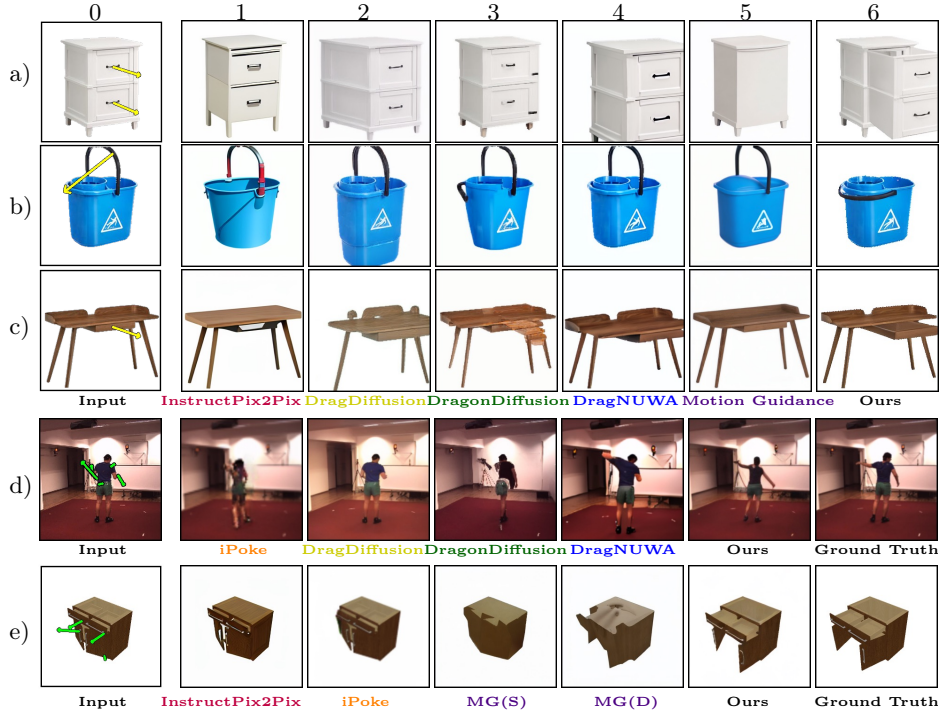 0 1 2 3 4 5 6
a)
b)
c)
Input InstructPix2Pix DragDiffusion DragonDiffusion DragNUWA Motion Guidance Ours
d)
Input iPoke DragDiffusion DragonDiffusion DragNUWA Ours Ground Truth
e)
Input InstructPix2Pix iPoke MG(S) MG(D) Ours Ground Truth